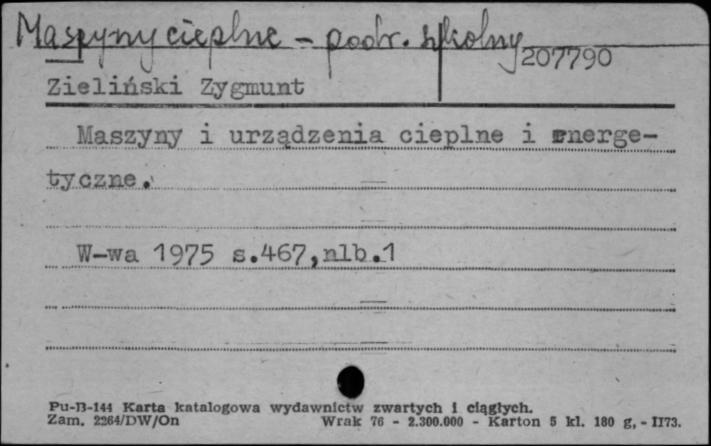 Maszyny cieplne - podr. szkolny
207790
Zieliński Zygmunt
Maszyny i urządzenia cieplne i energe-
tyczne.
W-wa 1975 s.467,nlb.1
Pu-B-144 Karta katalogowa wydawnictw zwartych i ciągłych.
Zam. 2264/DW/On Wrak 76 - 2.300.000 - Karton 5 kl. 180 g, - II73.